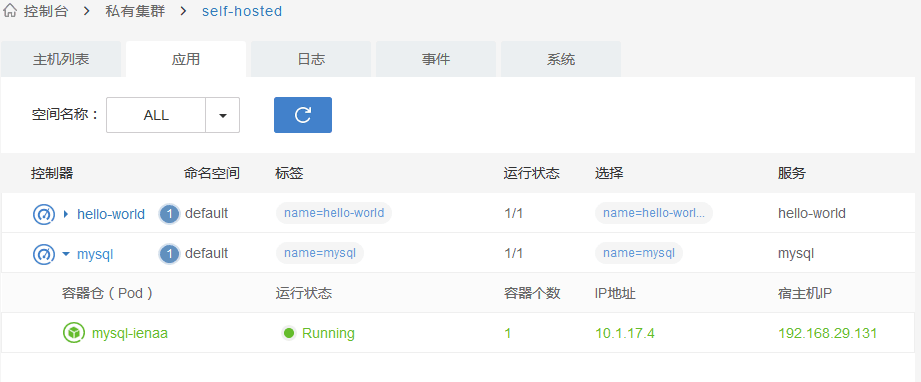 控制台 > 私有集群 > self-hosted
主机列表 应用 日志 事件 系统
空间名称： ALL
控制器 命名空间 标签 运行状态 选择 服务
hello-world 1 default name=hello-world 1/1 name=hello-worl... hello-world
mysql 1 default name=mysql 1/1 name=mysql mysql
容器仓（Pod） 运行状态 容器个数 IP地址 宿主机IP
mysql-ienaa Running 1 10.1.17.4 192.168.29.131